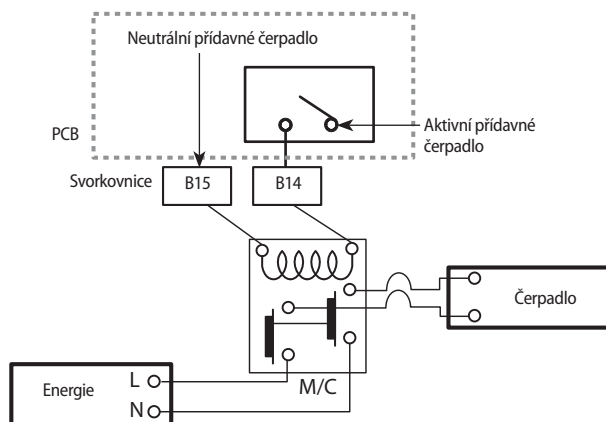 Neutrální přídavné čerpadlo
PCB
Aktivní přídavné
čerpadlo
Svorkovnice
B15
B14
Čerpadlo
Energie
L
N
M/C